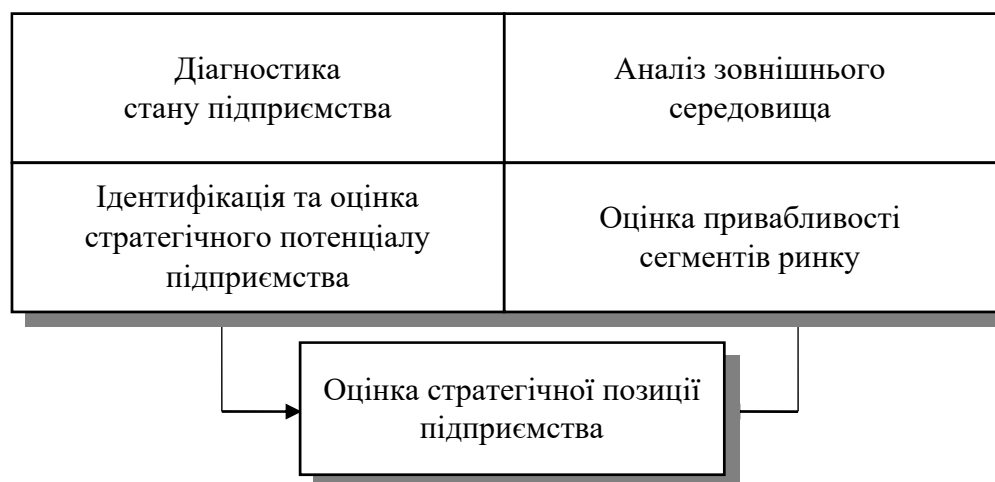 Діагностика
стану підприємства
Аналіз зовнішнього
середовища
Ідентифікація та оцінка
стратегічного потенціалу
підприємства
Оцінка привабливості
сегментів ринку
Оцінка стратегічної позиції
підприємства